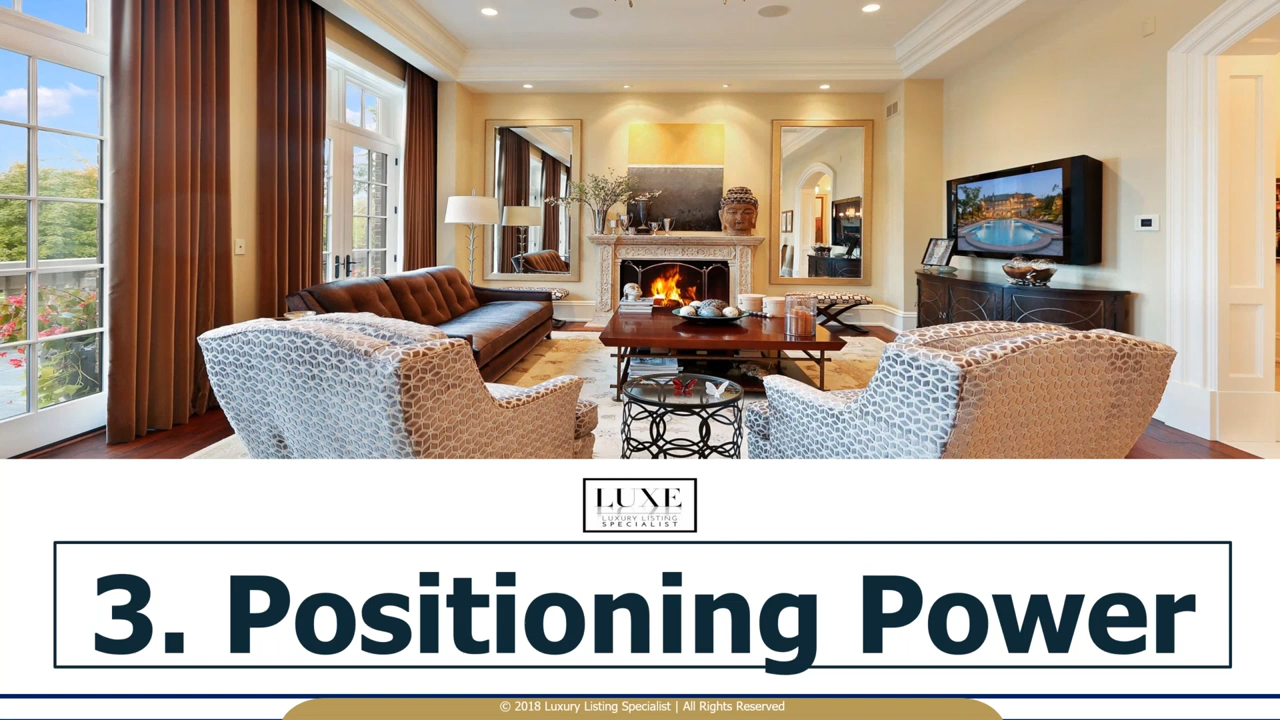 LUXE
LUXURY LISTING
SPECIALIST
3. Positioning Power
© 2018 Luxury Listing Specialist | All Rights Reserved